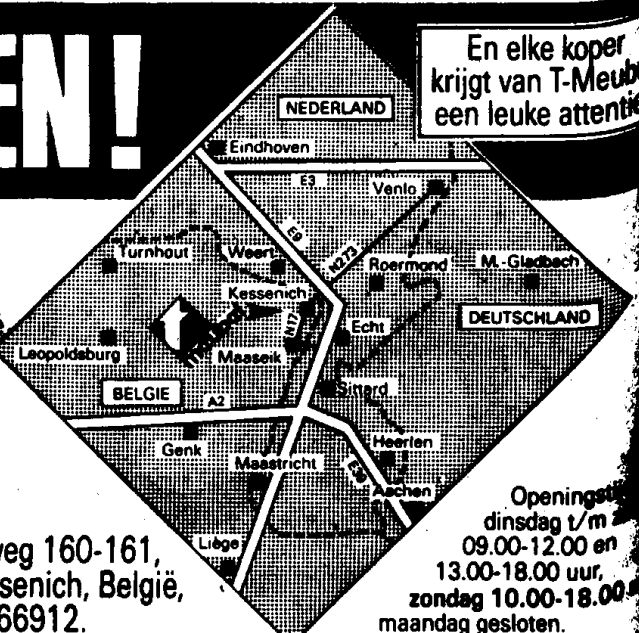 EN!
En elke koper
krijgt van T-Meub
een leuke attenti
NEDERLAND
Eindhoven
E3
Venlo
E9
N273
Turnhout
Weert
Roermond
M.-Gladbach
Kessenich
DEUTSCHLAND
N17
Echt
Leopoldsburg
Maaseik
Sittard
BELGIE
A2
Genk
Heerlen
Maastricht
Aachen
Liège
weg 160-161,
senich, België,
66912.
Openingst
dinsdag t/m
09.00-12.00 en
13.00-18.00 uur,
zondag 10.00-18.00
maandag gesloten.